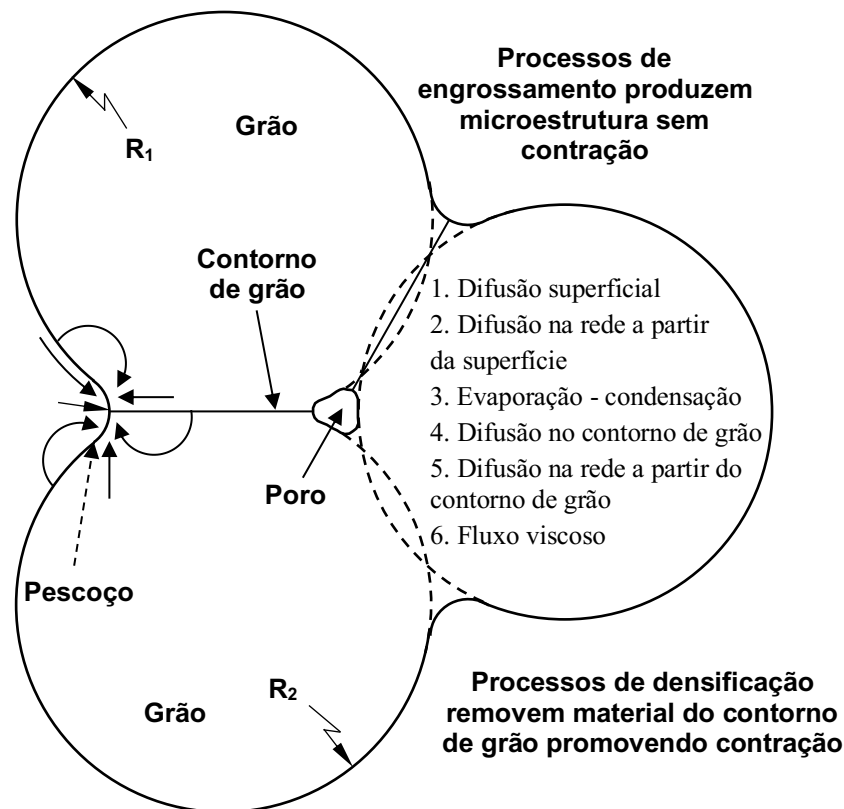 Processos de
engrossamento produzem
microestrutura sem
contração
Grão
R₁
Contorno
de grão
1. Difusão superficial
2. Difusão na rede a partir
da superfície
3. Evaporação - condensação
4. Difusão no contorno de grão
5. Difusão na rede a partir do
contorno de grão
6. Fluxo viscoso
Poro
Pescoço
R₂
Grão
Processos de densificação
removem material do contorno
de grão promovendo contração